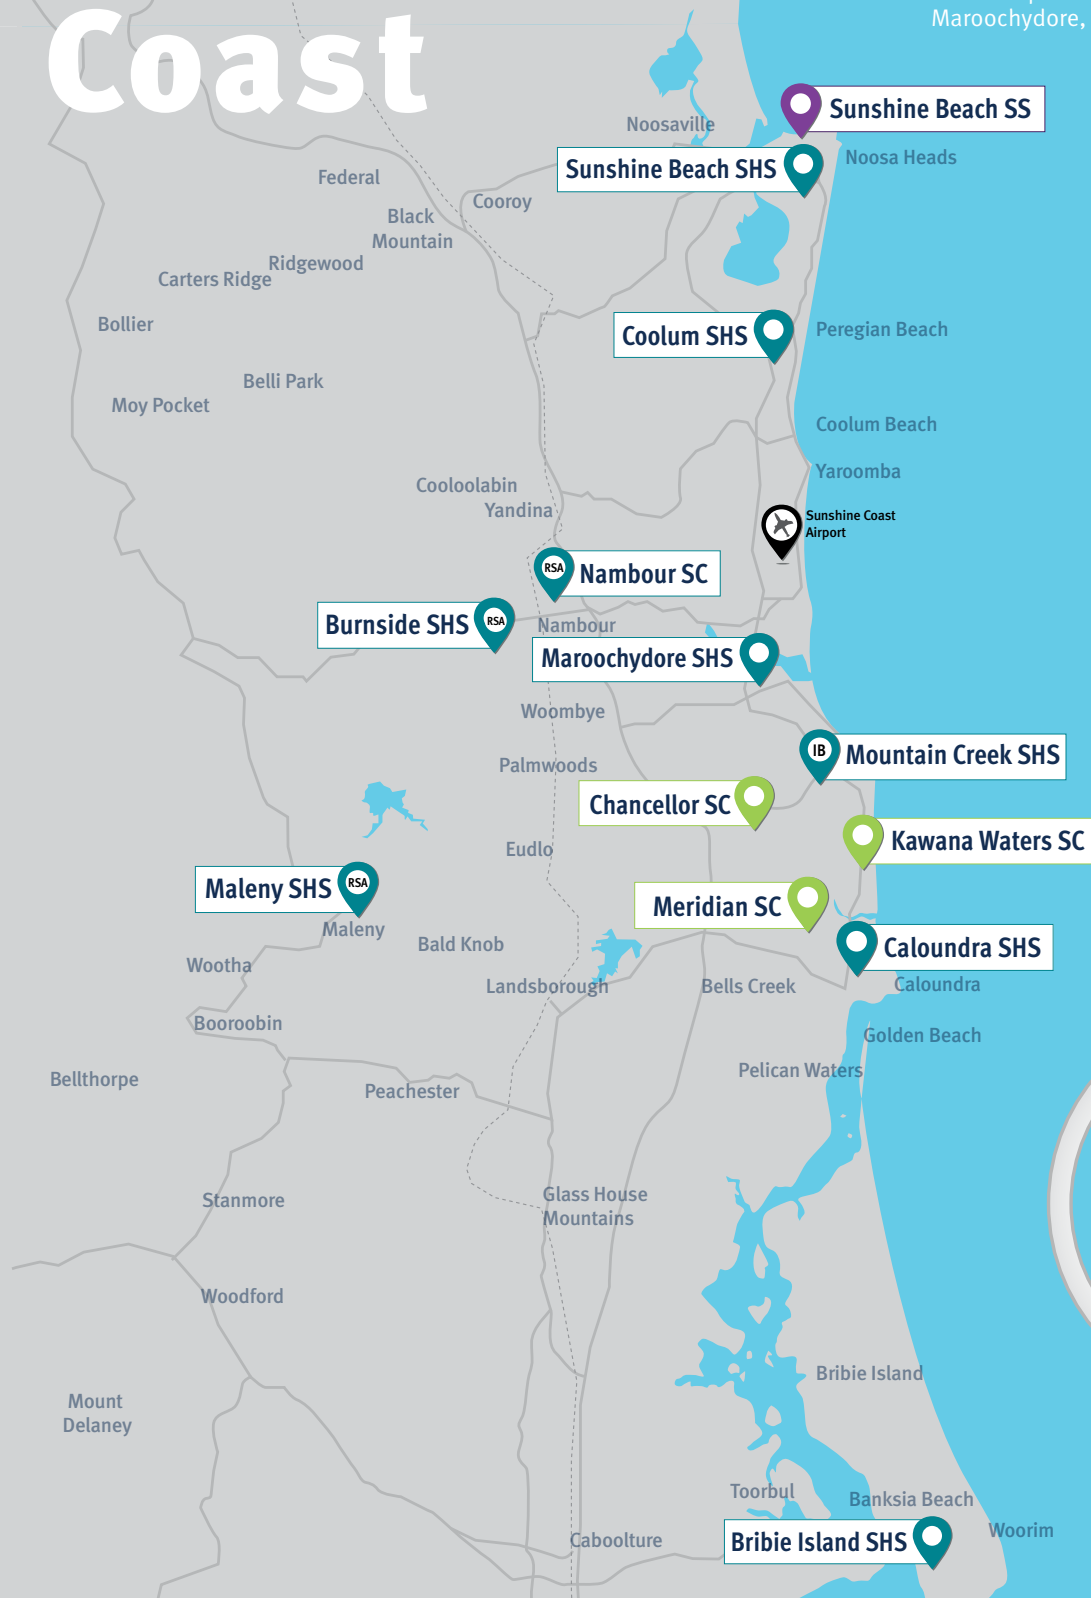 Maroochydore,
Coast
Sunshine Beach SS
Noosaville
Noosa Heads
Sunshine Beach SHS
Federal
Cooroy
Black
Mountain
Ridgewood
Carters Ridge
Bollier
Peregian Beach
Coolum SHS
Belli Park
Moy Pocket
Coolum Beach
Yaroomba
Cooloolabin
Yandina
Sunshine Coast
Airport
RSA
Nambour SC
Burnside SHS
RSA
Nambour
Maroochydore SHS
Woombye
IB
Mountain Creek SHS
Palmwoods
Chancellor SC
Kawana Waters SC
Eudlo
Maleny SHS
RSA
Meridian SC
Maleny
Bald Knob
Caloundra SHS
Wootha
Landsborough
Bells Creek
Caloundra
Booroobin
Golden Beach
Pelican Waters
Bellthorpe
Peachester
Stanmore
Glass House
Mountains
Woodford
Bribie Island
Mount
Delaney
Toorbul
Banksia Beach
Woorim
Caboolture
Bribie Island SHS